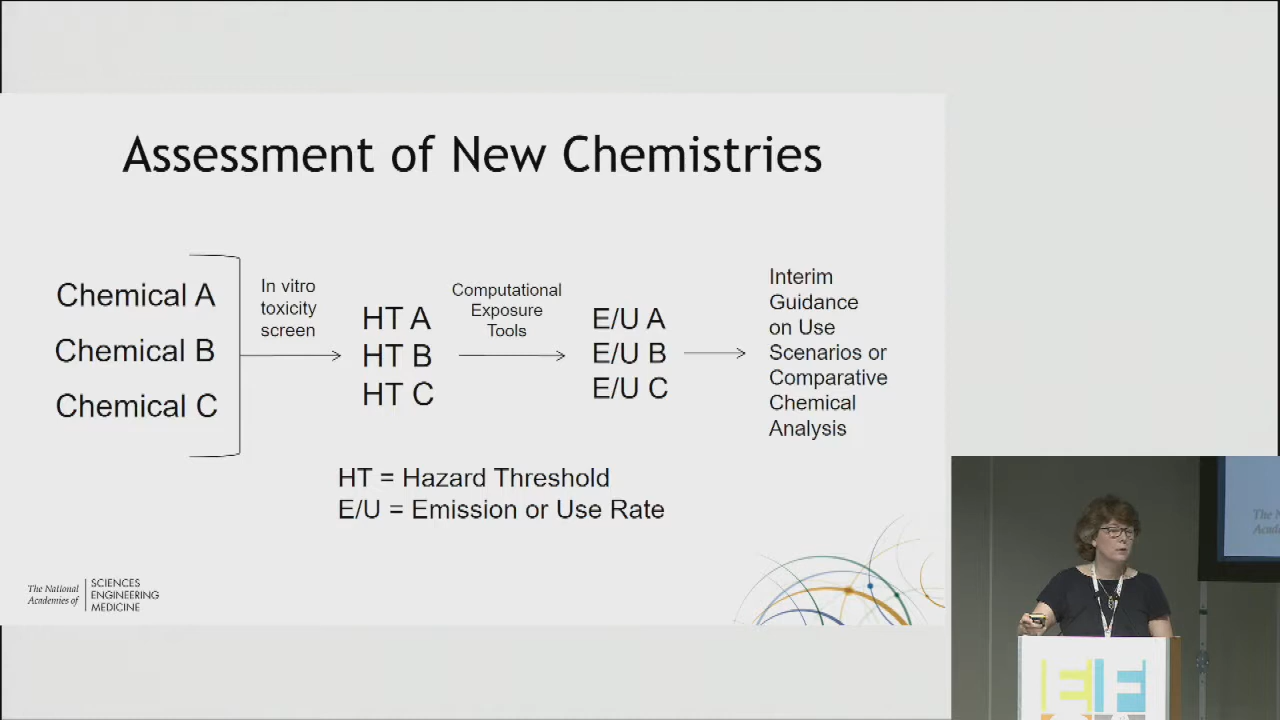 Assessment of New Chemistries
Chemical A
Chemical B
Chemical C
In vitro
toxicity
screen
HT A
HT B
HT C
Computational
Exposure
Tools
E/U A
E/U B
E/U C
Interim
Guidance
on Use
Scenarios or
Comparative
Chemical
Analysis
HT = Hazard Threshold
E/U = Emission or Use Rate
The National
Academies of
SCIENCES
ENGINEERING
MEDICINE